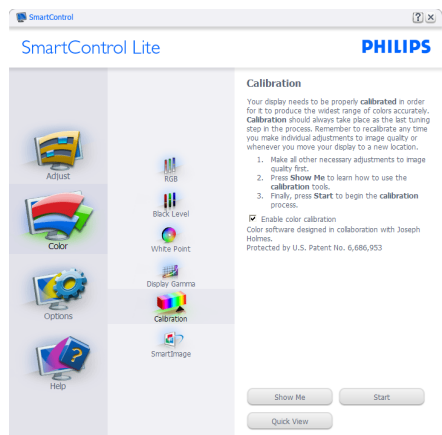 SmartControl
SmartControl Lite
PHILIPS
Adjust
Color
Options
Help
RGB
Black Level
White Point
Display Gamma
Calibration
SmartImage
Calibration
Your display needs to be properly calibrated in order
for it to produce the widest range of colors accurately.
Calibration should always take place as the last tuning
step in the process. Remember to recalibrate any time
you make individual adjustments to image quality or
whenever you move your display to a new location.
1. Make all other necessary adjustments to image
quality first.
2. Press Show Me to learn how to use the
calibration tools.
3. Finally, press Start to begin the calibration
process.
Enable color calibration
Color software designed in collaboration with Joseph
Holmes.
Protected by U.S. Patent No. 6,686,953
Show Me
Start
Quick View